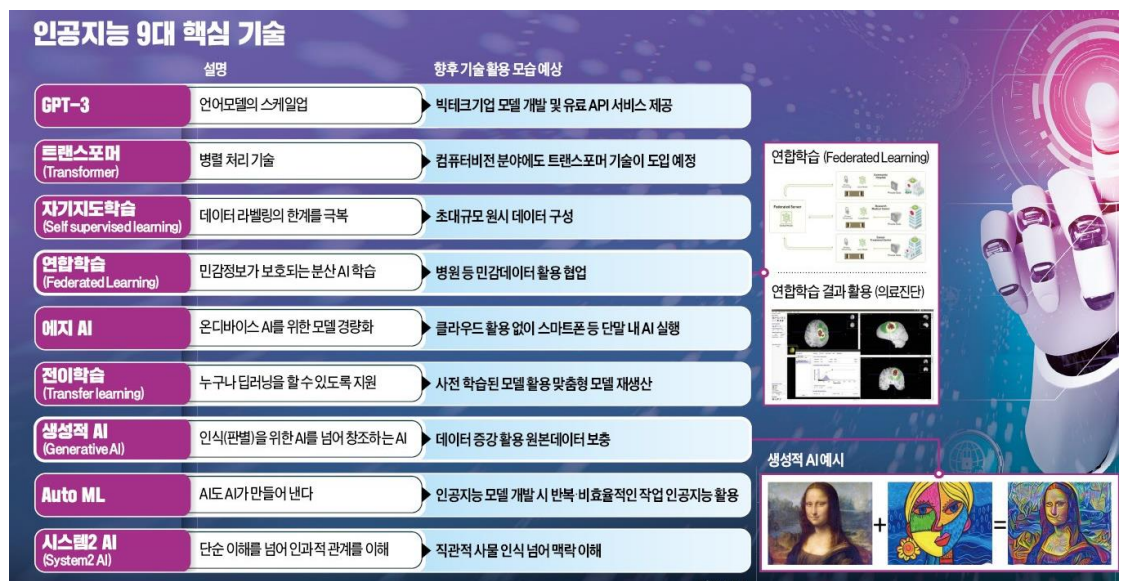 인공지능 9대 핵심 기술
설명
향후 기술 활용 모습 예상
GPT-3
언어모델의 스케일업
빅테크기업 모델 개발 및 유료 API 서비스 제공
트랜스포머
(Transformer)
병렬 처리 기술
컴퓨터비전 분야에도 트랜스포머 기술이 도입 예정
자기지도학습
(Self supervised learning)
데이터 라벨링의 한계를 극복
초대규모 원시 데이터 구성
연합학습
(Federated Learning)
민감정보가 보호되는 분산 AI 학습
병원 등 민감데이터 활용 협업
에지 AI
온디바이스 AI를 위한 모델 경량화
클라우드 활용 없이 스마트폰 등 단말 내 AI 실행
전이학습
(Transfer learning)
누구나 딥러닝을 할 수 있도록 지원
사전 학습된 모델 활용 맞춤형 모델 재생산
생성적 AI
(Generative AI)
인식(판별)을 위한 AI를 넘어 창조하는 AI
데이터 증강 활용 원본데이터 보충
Auto ML
AI도 AI가 만들어 낸다
인공지능 모델 개발 시 반복·비효율적인 작업 인공지능 활용
시스템2 AI
(System2 AI)
단순 이해를 넘어 인과적 관계를 이해
직관적 사물 인식 넘어 맥락 이해
연합학습 (Federated Learning)
Federated Server
연합학습 결과 활용 (의료진단)
생성적 AI 예시
+
=